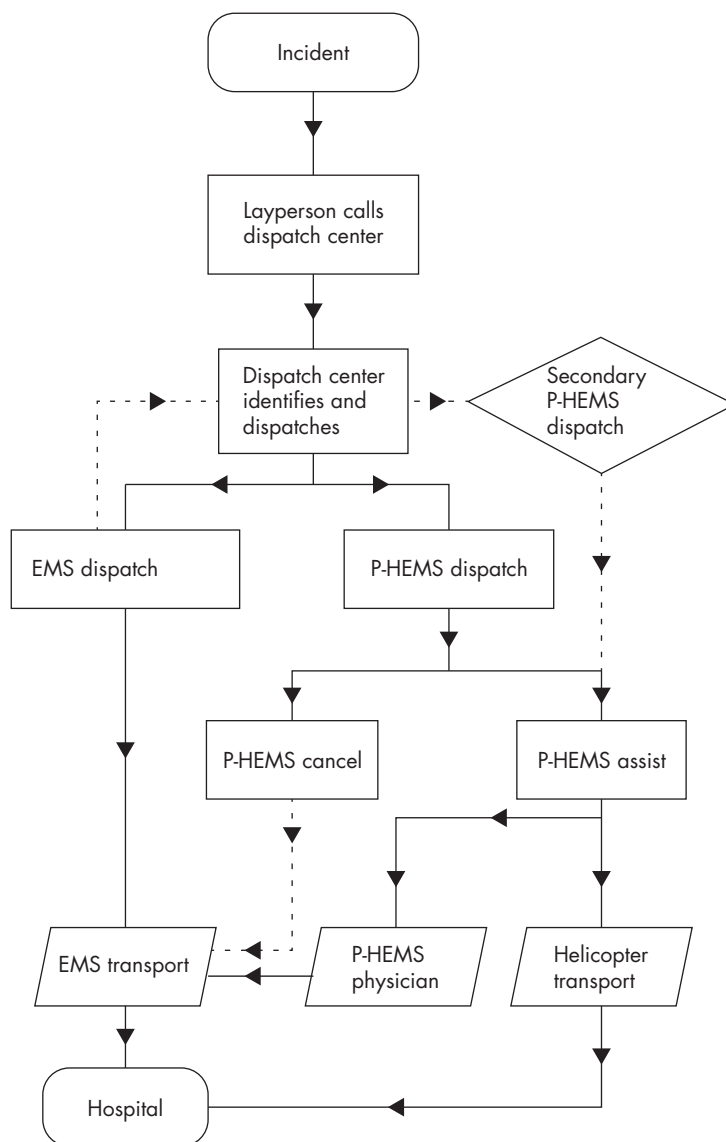 Incident
Layperson calls
dispatch center
Dispatch center
identifies and
dispatches
Secondary
P-HEMS
dispatch
EMS dispatch
P-HEMS dispatch
P-HEMS cancel
P-HEMS assist
EMS transport
P-HEMS
physician
Helicopter
transport
Hospital